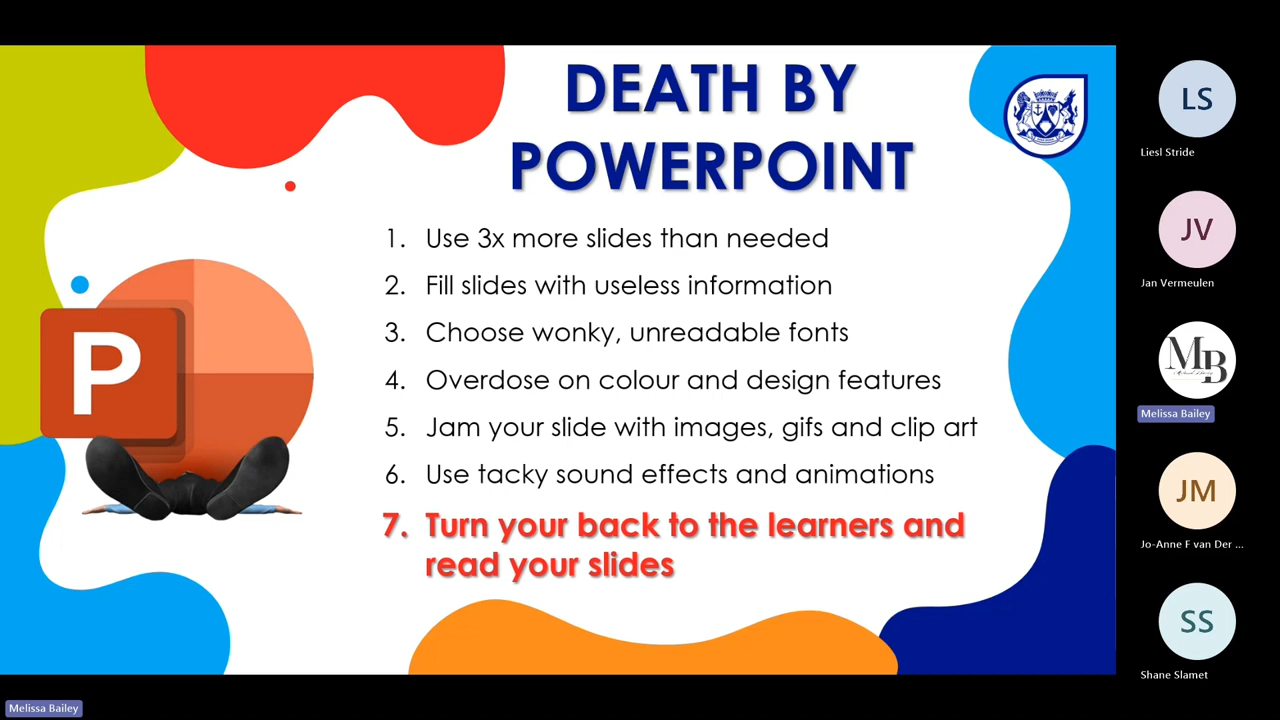 DEATH BY
POWERPOINT
1. Use 3x more slides than needed
2. Fill slides with useless information
3. Choose wonky, unreadable fonts
4. Overdose on colour and design features
5. Jam your slide with images, gifs and clip art
6. Use tacky sound effects and animations
7. Turn your back to the learners and
read your slides
P
LS
Liesl Stride
JV
Jan Vermeulen
MB
Melissa Bailey
JM
Jo-Anne F van Der ...
SS
Shane Slamet
Melissa Bailey